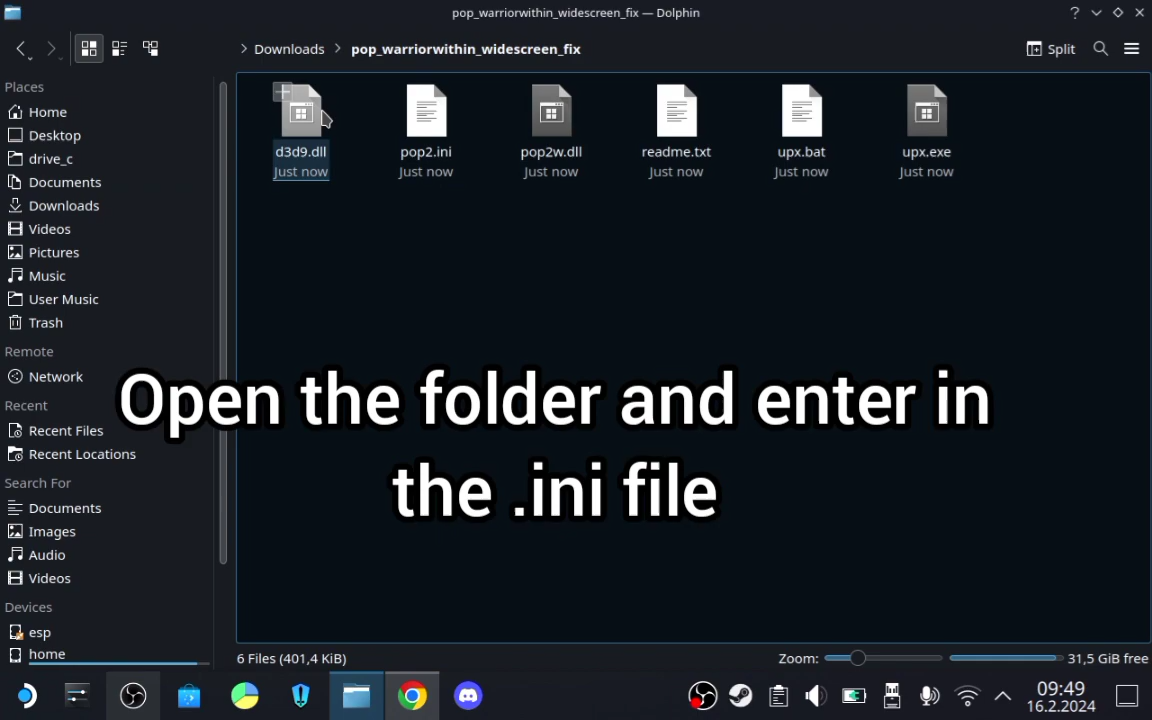 pop_warriorwithin_widescreen_fix — Dolphin
Downloads
pop_warriorwithin_widescreen_fix
Split
Places
Home
Desktop
drive_c
Documents
Downloads
Videos
Pictures
Music
User Music
Trash
Remote
Network
Recent
Recent Files
Recent Locations
Search For
Documents
Images
Audio
Videos
Devices
esp
home
d3d9.dll
Just now
pop2.ini
Just now
pop2w.dll
Just now
readme.txt
Just now
upx.bat
Just now
upx.exe
Just now
Open the folder and enter in
the .ini file
6 Files (401,4 KiB)
Zoom:
31,5 GiB free
09:49
16.2.2024